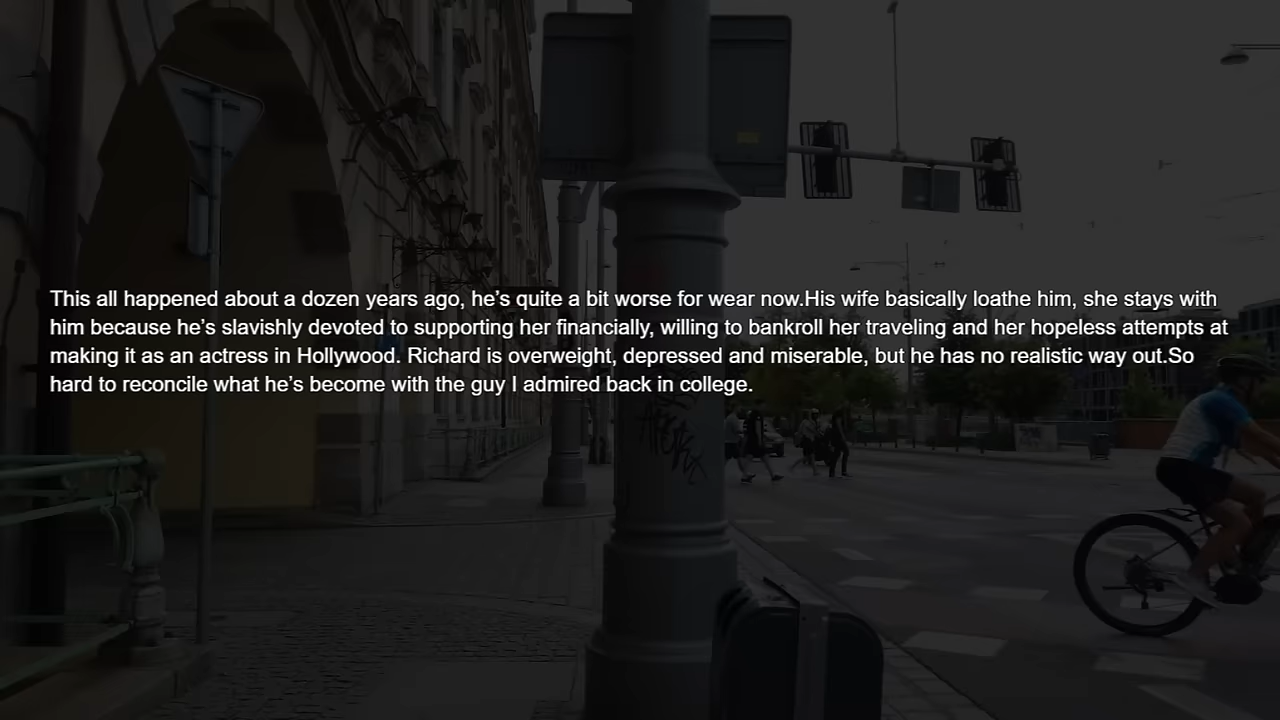 This all happened about a dozen years ago, he’s quite a bit worse for wear now.His wife basically loathe him, she stays with
him because he’s slavishly devoted to supporting her financially, willing to bankroll her traveling and her hopeless attempts at
making it as an actress in Hollywood. Richard is overweight, depressed and miserable, but he has no realistic way out.So
hard to reconcile what he’s become with the guy I admired back in college.